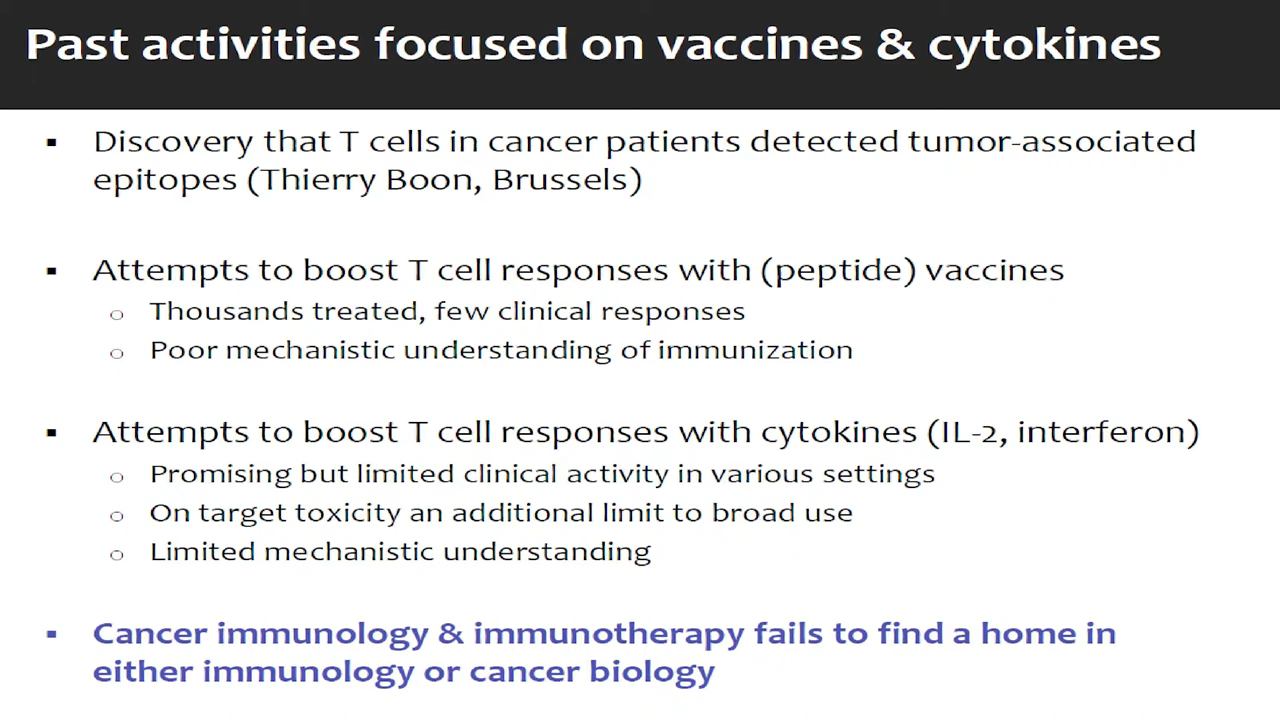 Past activities focused on vaccines & cytokines
▪ Discovery that T cells in cancer patients detected tumor-associated
epitopes (Thierry Boon, Brussels)
▪ Attempts to boost T cell responses with (peptide) vaccines
○ Thousands treated, few clinical responses
○ Poor mechanistic understanding of immunization
▪ Attempts to boost T cell responses with cytokines (IL-2, interferon)
○ Promising but limited clinical activity in various settings
○ On target toxicity an additional limit to broad use
○ Limited mechanistic understanding
▪ Cancer immunology & immunotherapy fails to find a home in
either immunology or cancer biology